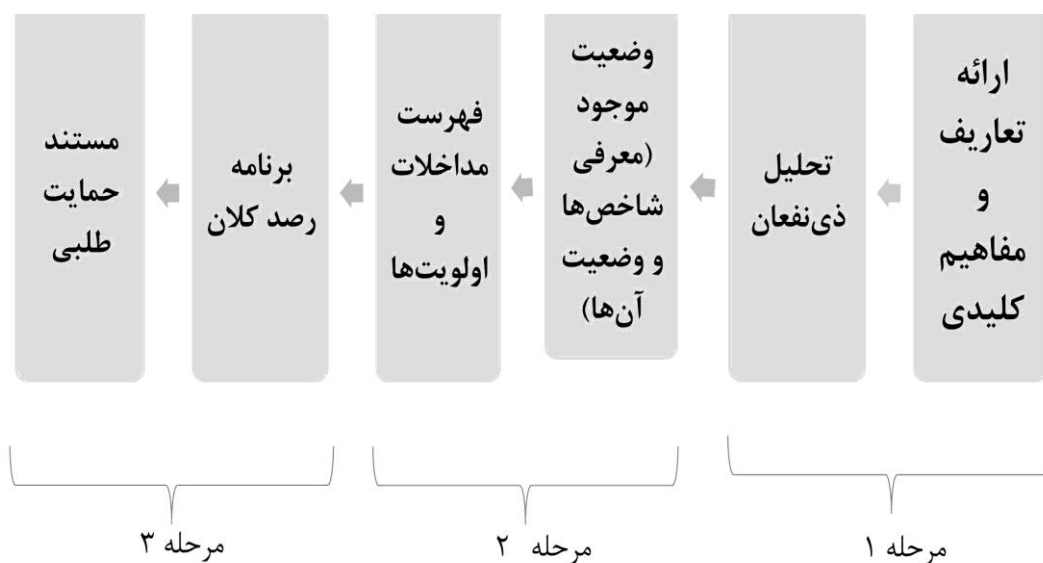 ارائه
تعاریف
و
مفاهیم
کلیدی
تحلیل
ذی‌نفعان
وضعیت
موجود
(معرفی
شاخص‌ها
و وضعیت
آن‌ها)
فهرست
مداخلات
و
اولویت‌ها
برنامه
رصد کلان
مستند
حمایت
طلبی
مرحله ۱
مرحله ۲
مرحله ۳